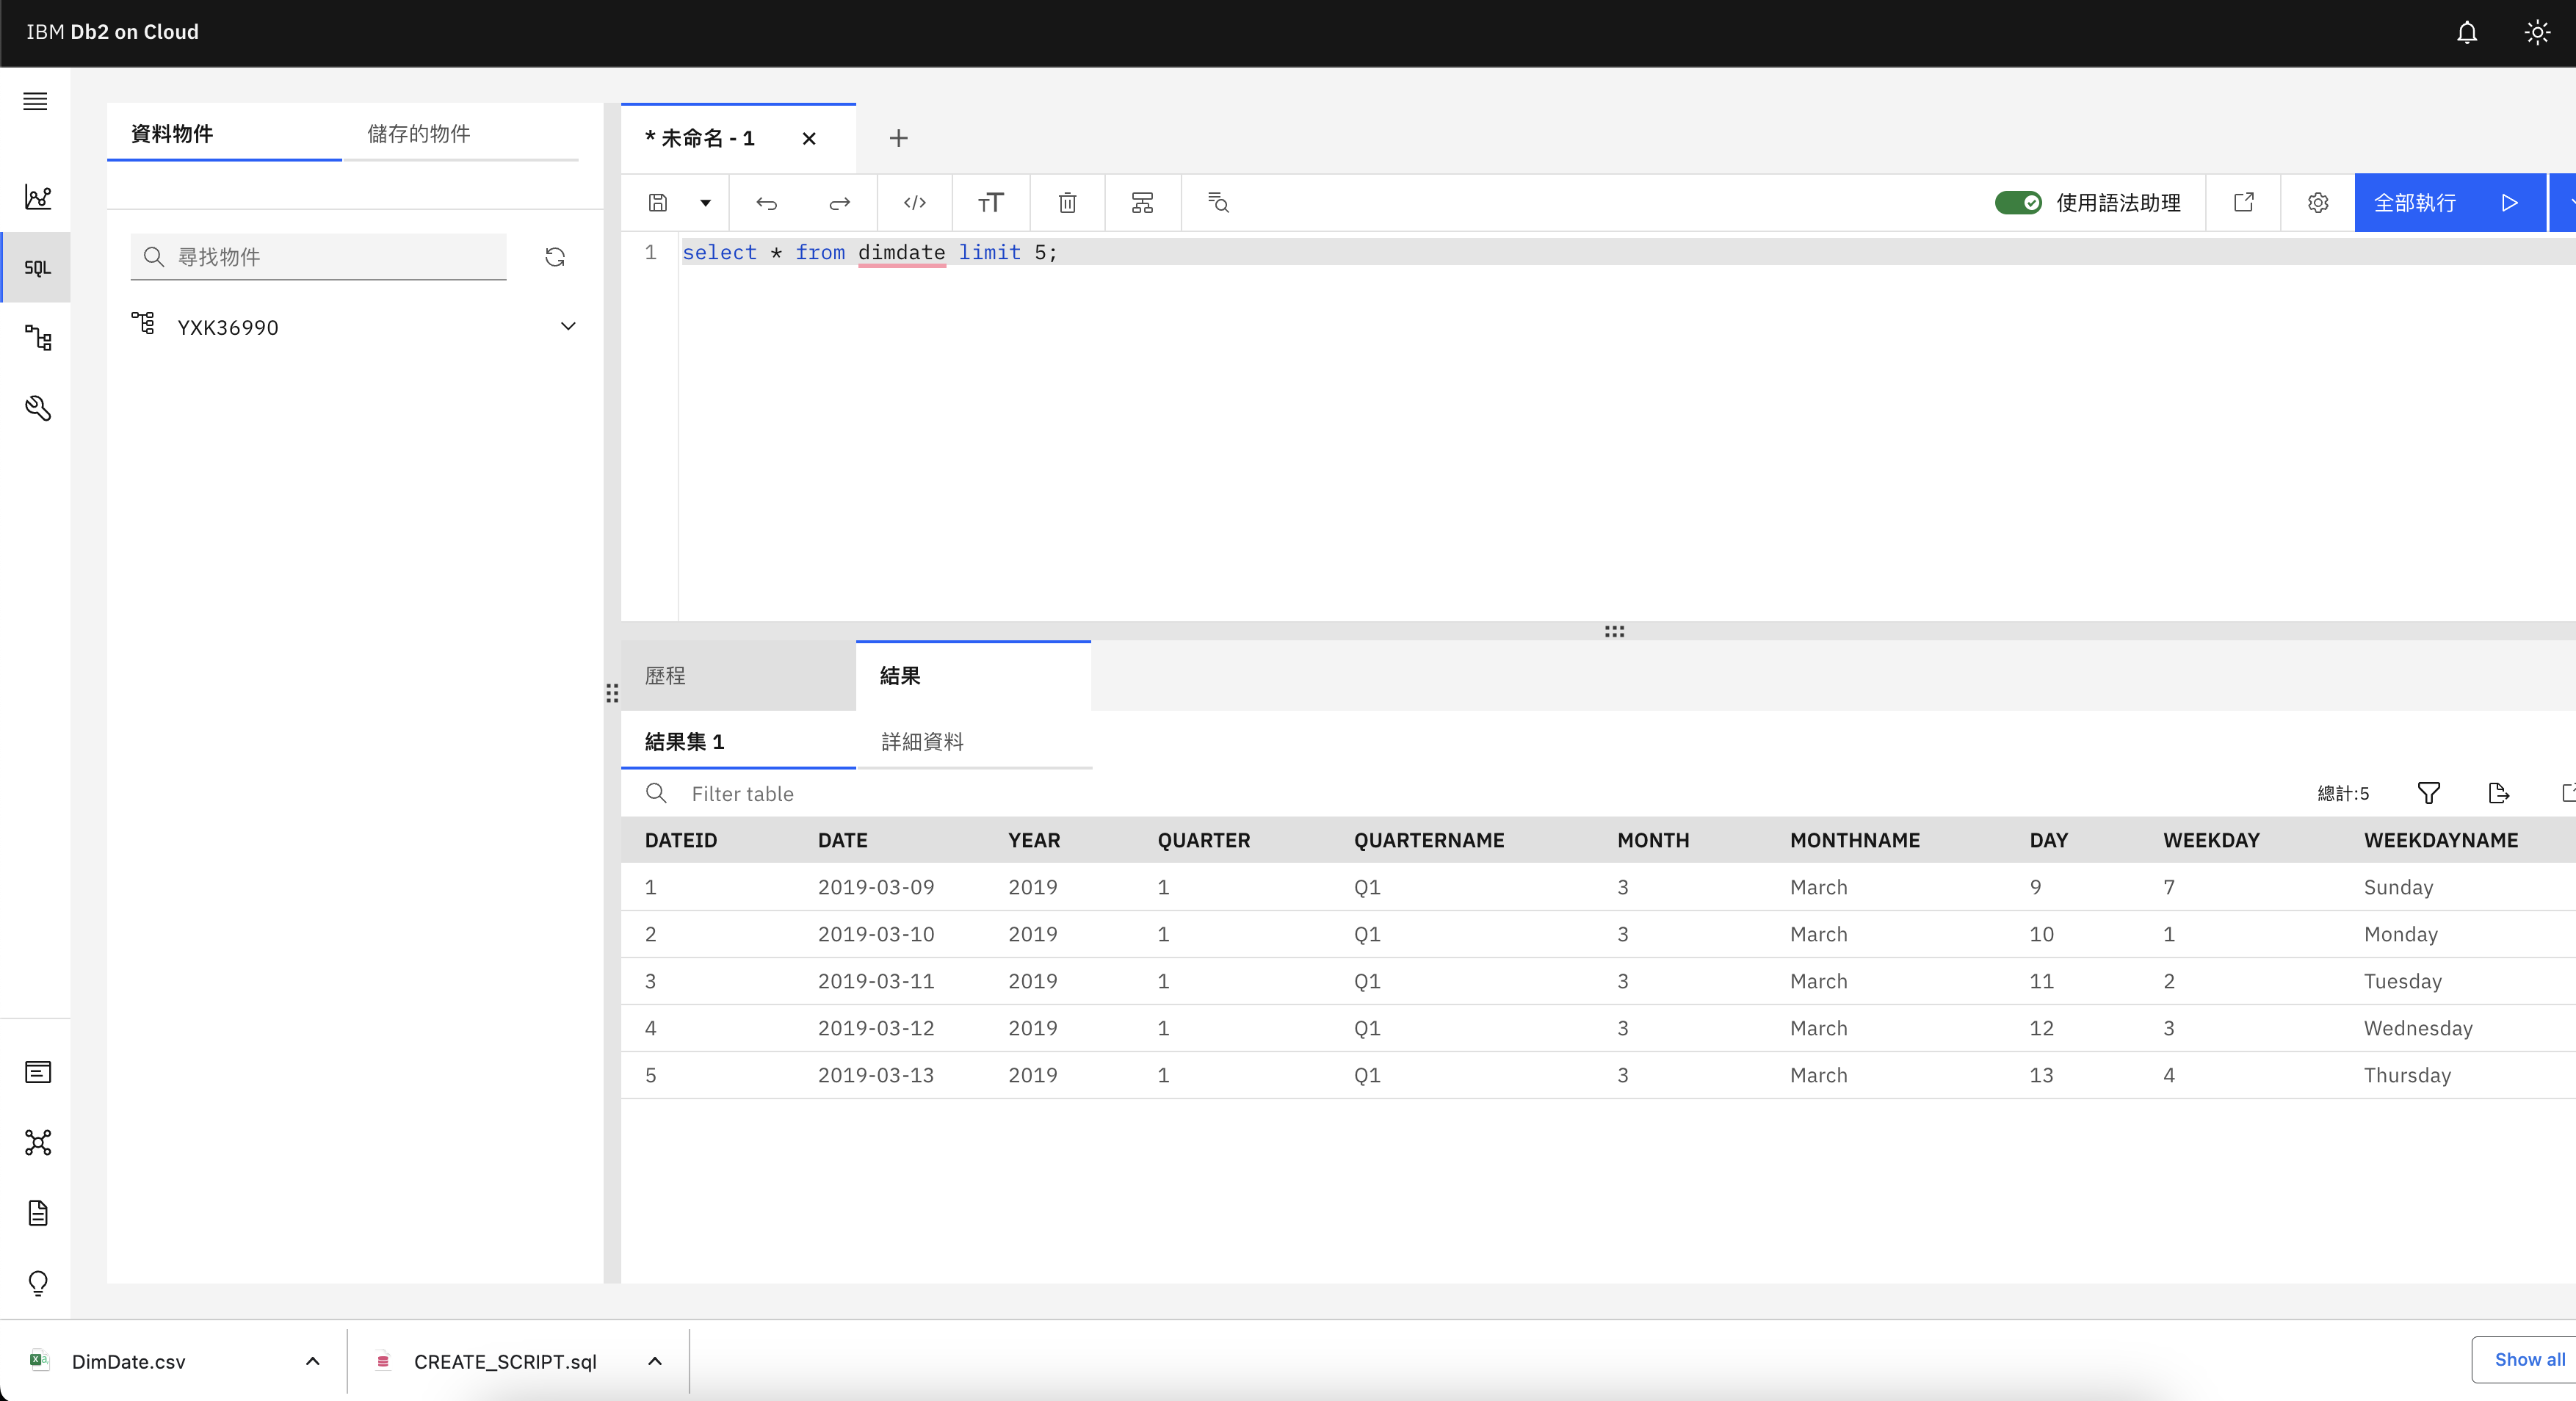 IBM Db2 on Cloud
資料物件 儲存的物件
* 未命名 - 1
使用語法助理 全部執行
SQL
尋找物件
1 select * from dimdate limit 5;
YXK36990
歷程 結果
結果集 1 詳細資料
Filter table 總計:5
DATEID DATE YEAR QUARTER QUARTERNAME MONTH MONTHNAME DAY WEEKDAY WEEKDAYNAME
1 2019-03-09 2019 1 Q1 3 March 9 7 Sunday
2 2019-03-10 2019 1 Q1 3 March 10 1 Monday
3 2019-03-11 2019 1 Q1 3 March 11 2 Tuesday
4 2019-03-12 2019 1 Q1 3 March 12 3 Wednesday
5 2019-03-13 2019 1 Q1 3 March 13 4 Thursday
DimDate.csv CREATE_SCRIPT.sql Show all